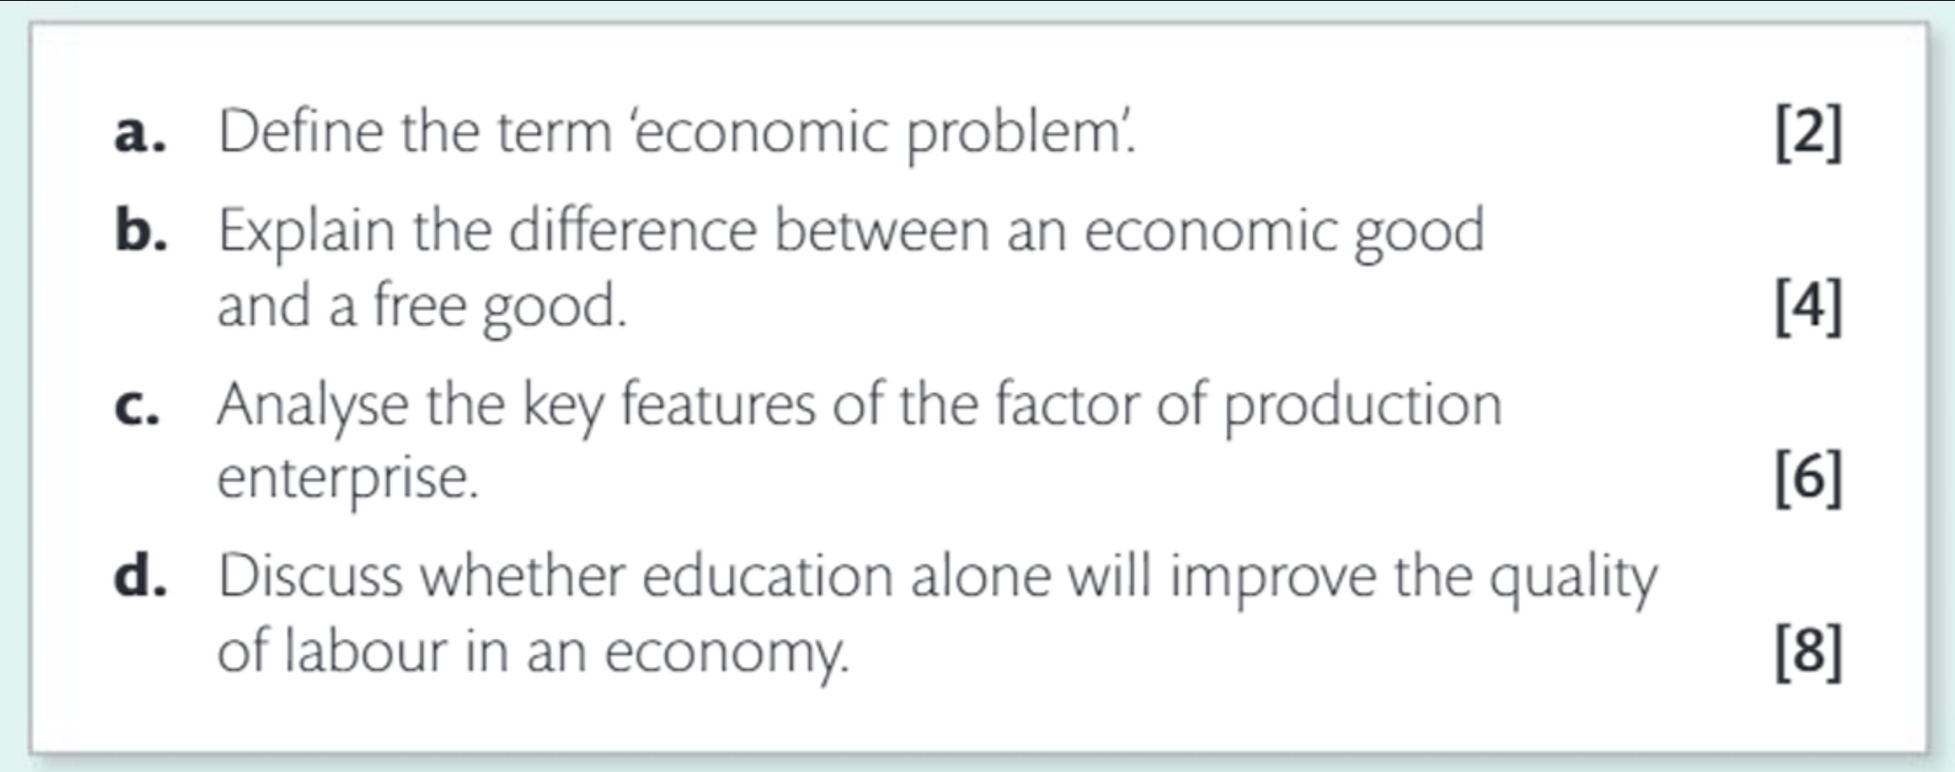 a. Define the term ‘economic problem’. [2]
b. Explain the difference between an economic good
and a free good. [4]
c. Analyse the key features of the factor of production
enterprise. [6]
d. Discuss whether education alone will improve the quality
of labour in an economy. [8]